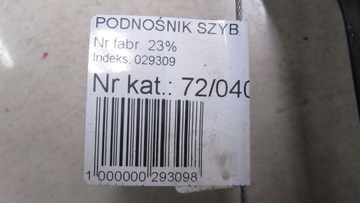 PODNOŚNIK SZYB
Nr fabr. 23%
Indeks. 029309
Nr kat.: 72/040
1 000000 293098